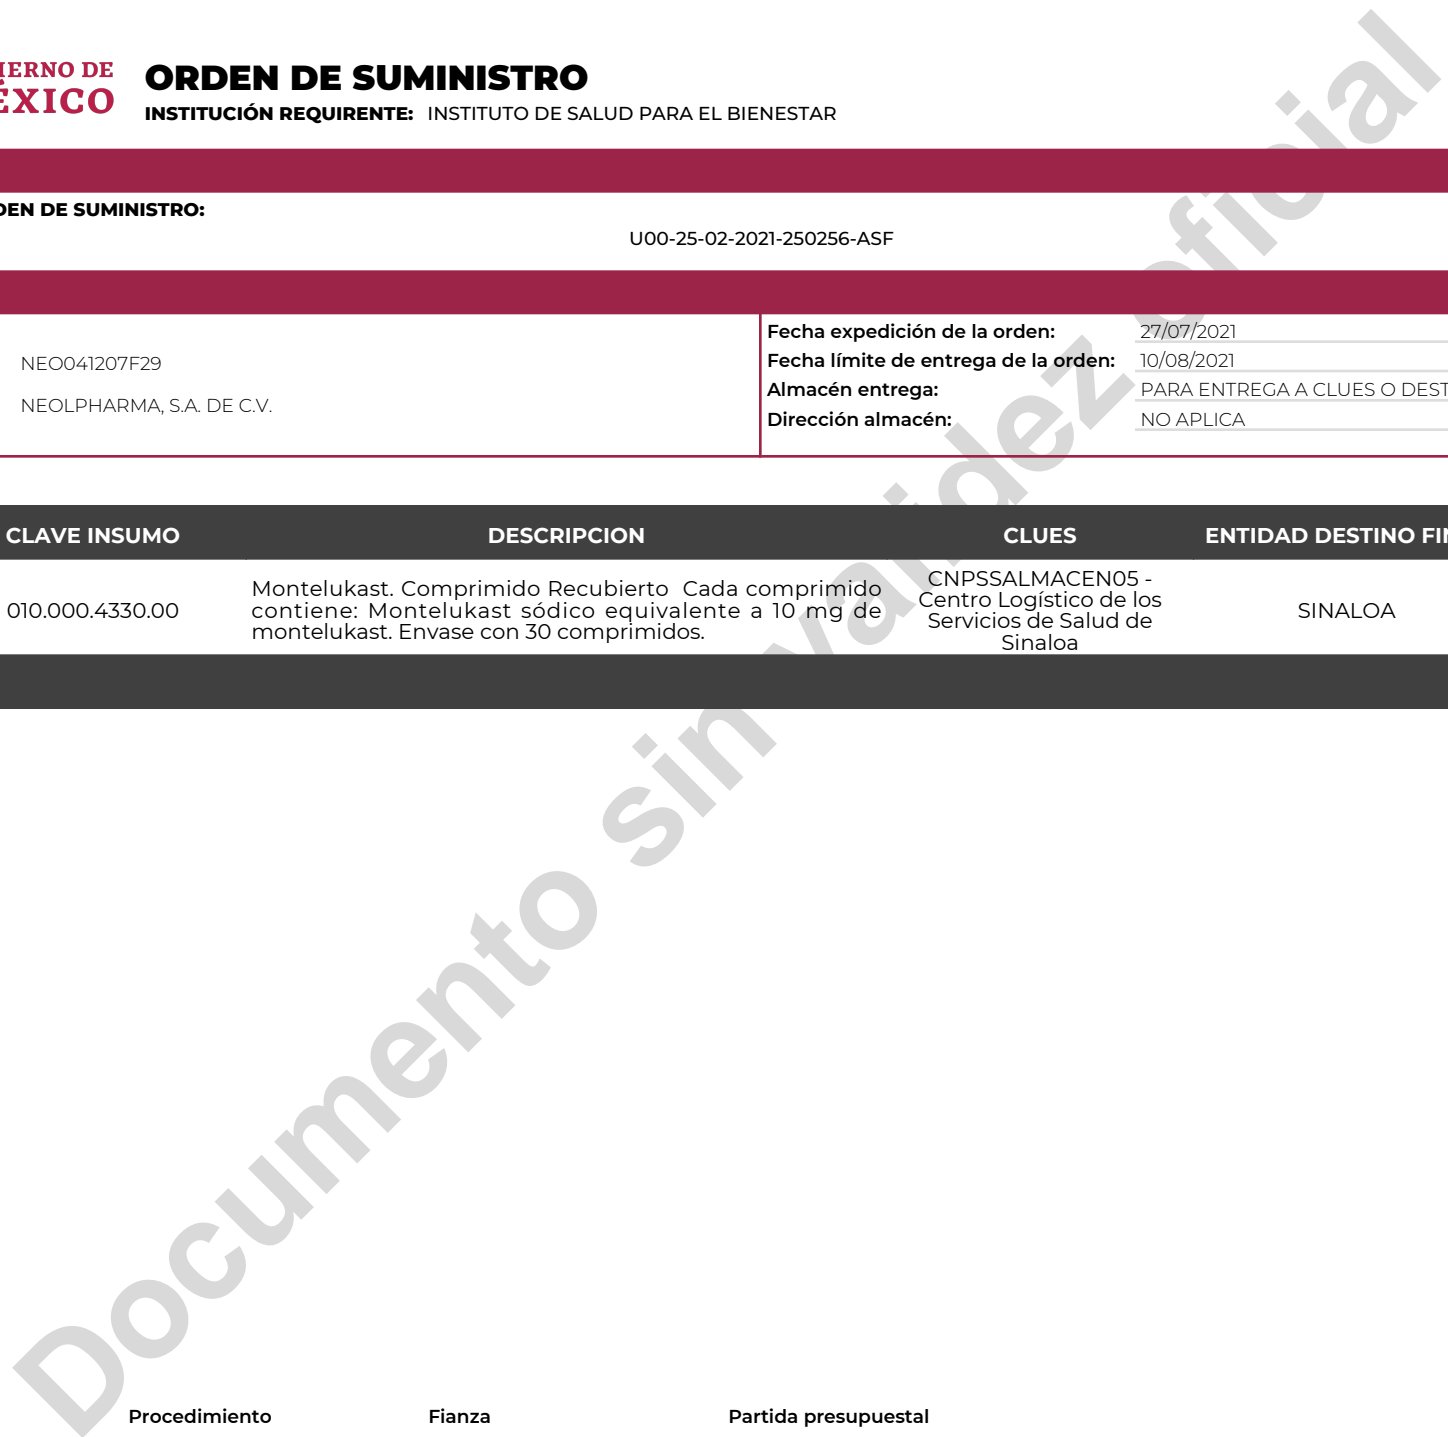 IERNO DE
ÉXICO
ORDEN DE SUMINISTRO
INSTITUCIÓN REQUIRENTE: INSTITUTO DE SALUD PARA EL BIENESTAR
DEN DE SUMINISTRO:
U00-25-02-2021-250256-ASF
NEO041207F29
NEOLPHARMA, S.A. DE C.V.
Fecha expedición de la orden: 27/07/2021
Fecha límite de entrega de la orden: 10/08/2021
Almacén entrega: PARA ENTREGA A CLUES O DEST
Dirección almacén: NO APLICA
CLAVE INSUMO DESCRIPCION CLUES ENTIDAD DESTINO FIN
010.000.4330.00
Montelukast. Comprimido Recubierto Cada comprimido
contiene: Montelukast sódico equivalente a 10 mg de
montelukast. Envase con 30 comprimidos.
CNPSSALMACEN05 -
Centro Logístico de los
Servicios de Salud de
Sinaloa
SINALOA
Documento sin validez oficial
Procedimiento Fianza Partida presupuestal